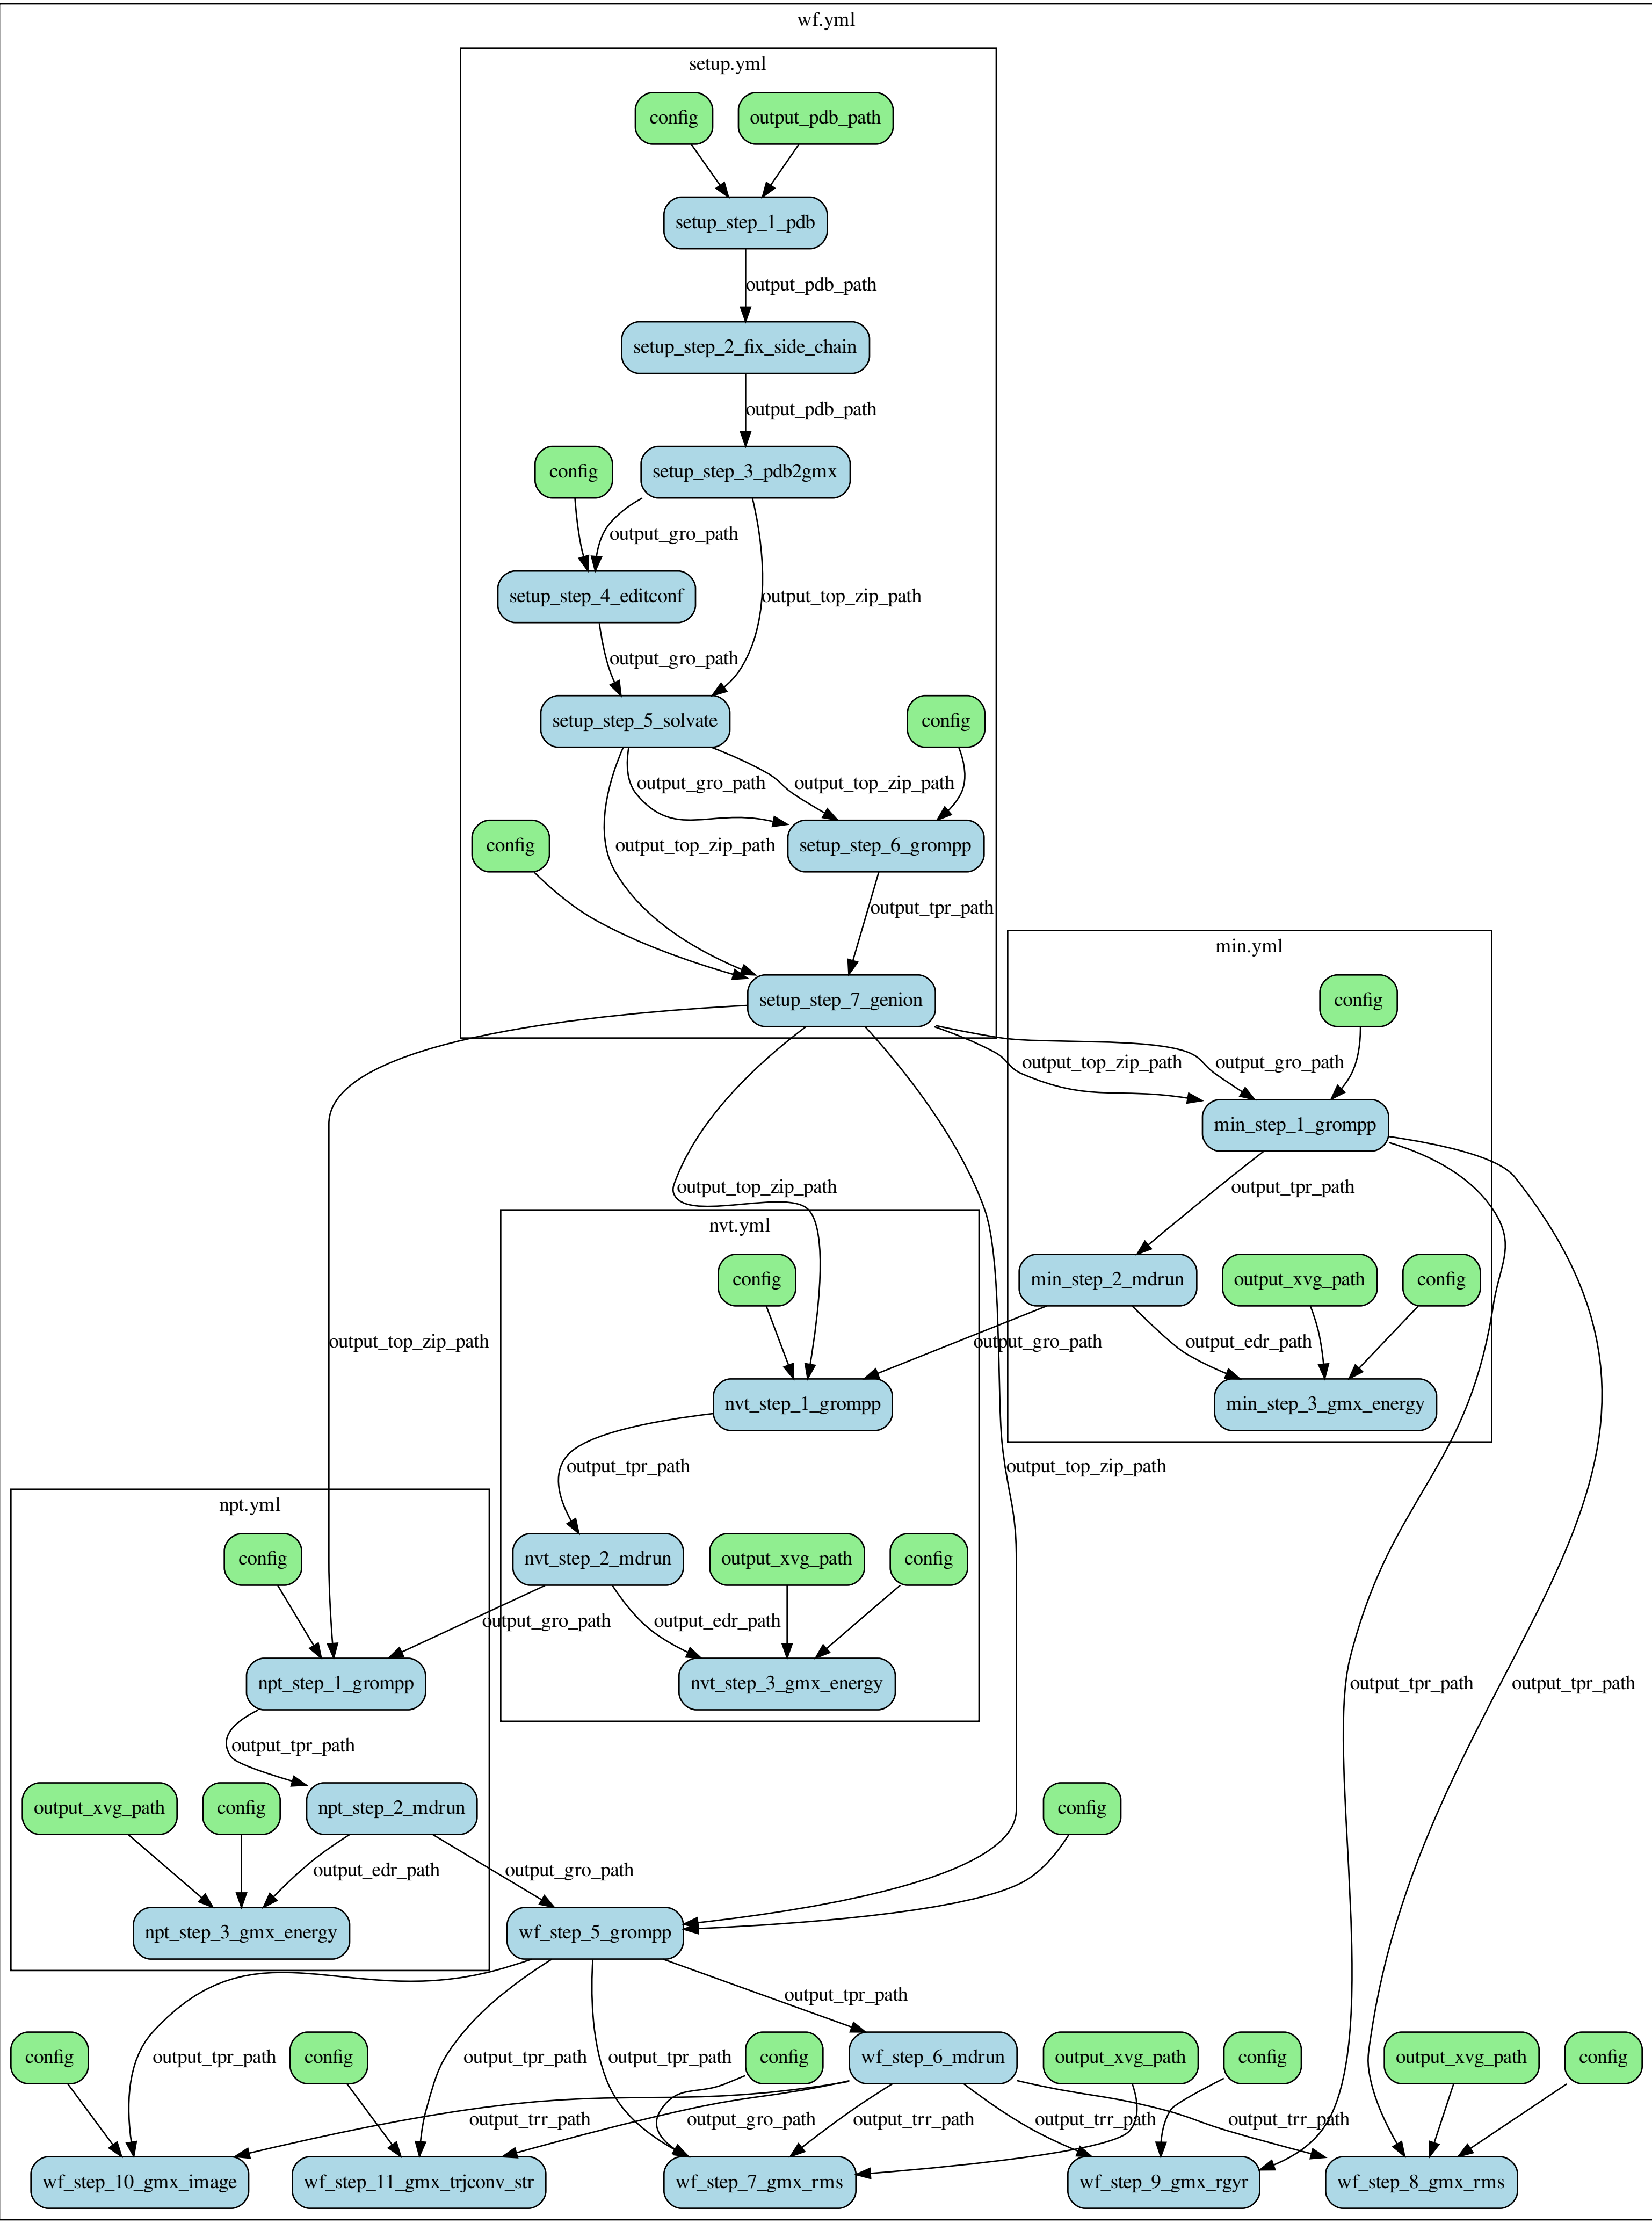 wf.yml
setup.yml
config
output_pdb_path
setup_step_1_pdb
output_pdb_path
setup_step_2_fix_side_chain
output_pdb_path
config
setup_step_3_pdb2gmx
output_gro_path
setup_step_4_editconf
output_top_zip_path
output_gro_path
setup_step_5_solvate
config
output_gro_path
output_top_zip_path
config
output_top_zip_path
setup_step_6_grompp
output_tpr_path
min.yml
setup_step_7_genion
config
output_top_zip_path
output_gro_path
min_step_1_grompp
output_top_zip_path
output_tpr_path
nvt.yml
config
min_step_2_mdrun
output_xvg_path
config
output_top_zip_path
output_gro_path
output_edr_path
nvt_step_1_grompp
min_step_3_gmx_energy
output_tpr_path
output_top_zip_path
npt.yml
config
nvt_step_2_mdrun
output_xvg_path
config
output_gro_path
output_edr_path
npt_step_1_grompp
nvt_step_3_gmx_energy
output_tpr_path
output_tpr_path
output_tpr_path
output_xvg_path
config
npt_step_2_mdrun
config
output_edr_path
output_gro_path
npt_step_3_gmx_energy
wf_step_5_grompp
output_tpr_path
config
output_tpr_path
config
output_tpr_path
output_tpr_path
config
wf_step_6_mdrun
output_xvg_path
config
output_xvg_path
config
output_trr_path
output_gro_path
output_trr_path
output_trr_path
output_trr_path
wf_step_10_gmx_image
wf_step_11_gmx_trjconv_str
wf_step_7_gmx_rms
wf_step_9_gmx_rgyr
wf_step_8_gmx_rms